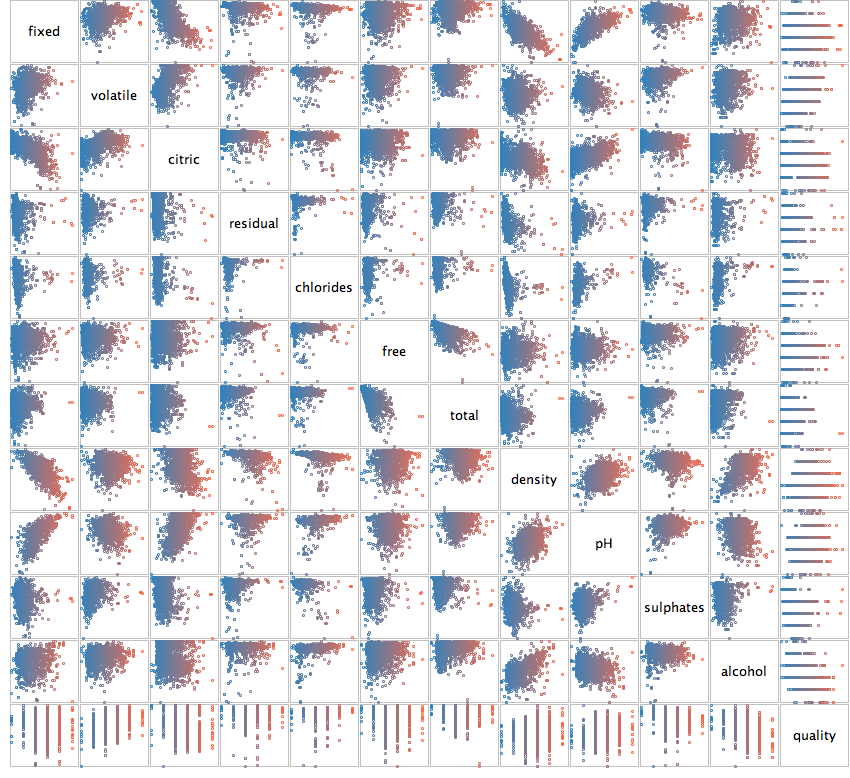 fixed
volatile
citric
residual
chlorides
free
total
density
pH
sulphates
alcohol
quality